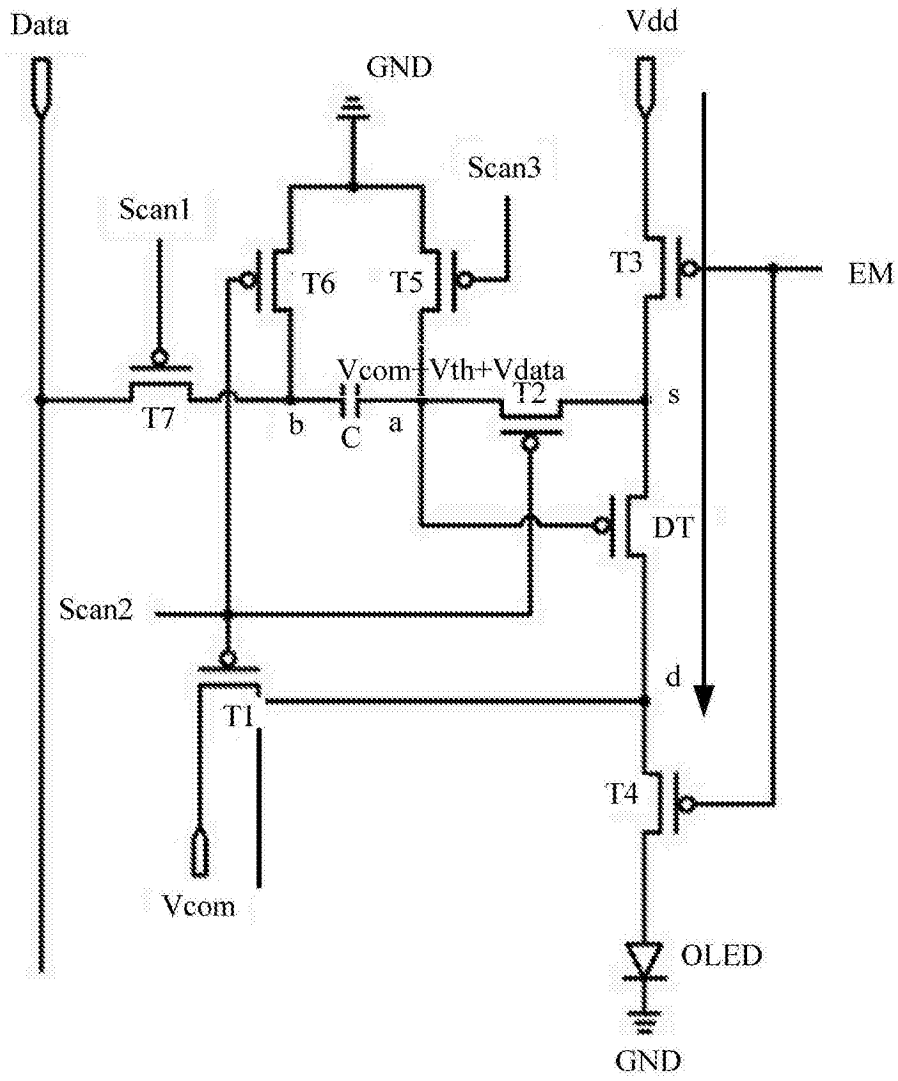 Data
Vdd
GND
Scan3
Scan1
T6
T5
T3
EM
Vcom+Vth+Vdata
T2
s
T7
b
C
a
DT
Scan2
d
T1
T4
Vcom
OLED
GND